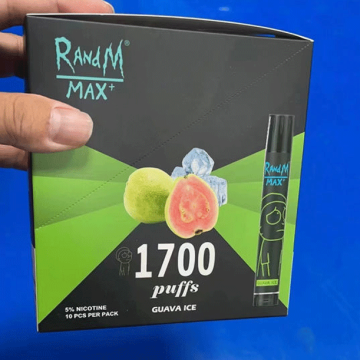 RANDM®
MAX+
RANDM
MAX+
1700
puffs
5% NICOTINE
10 PCS PER PACK
GUAVA ICE